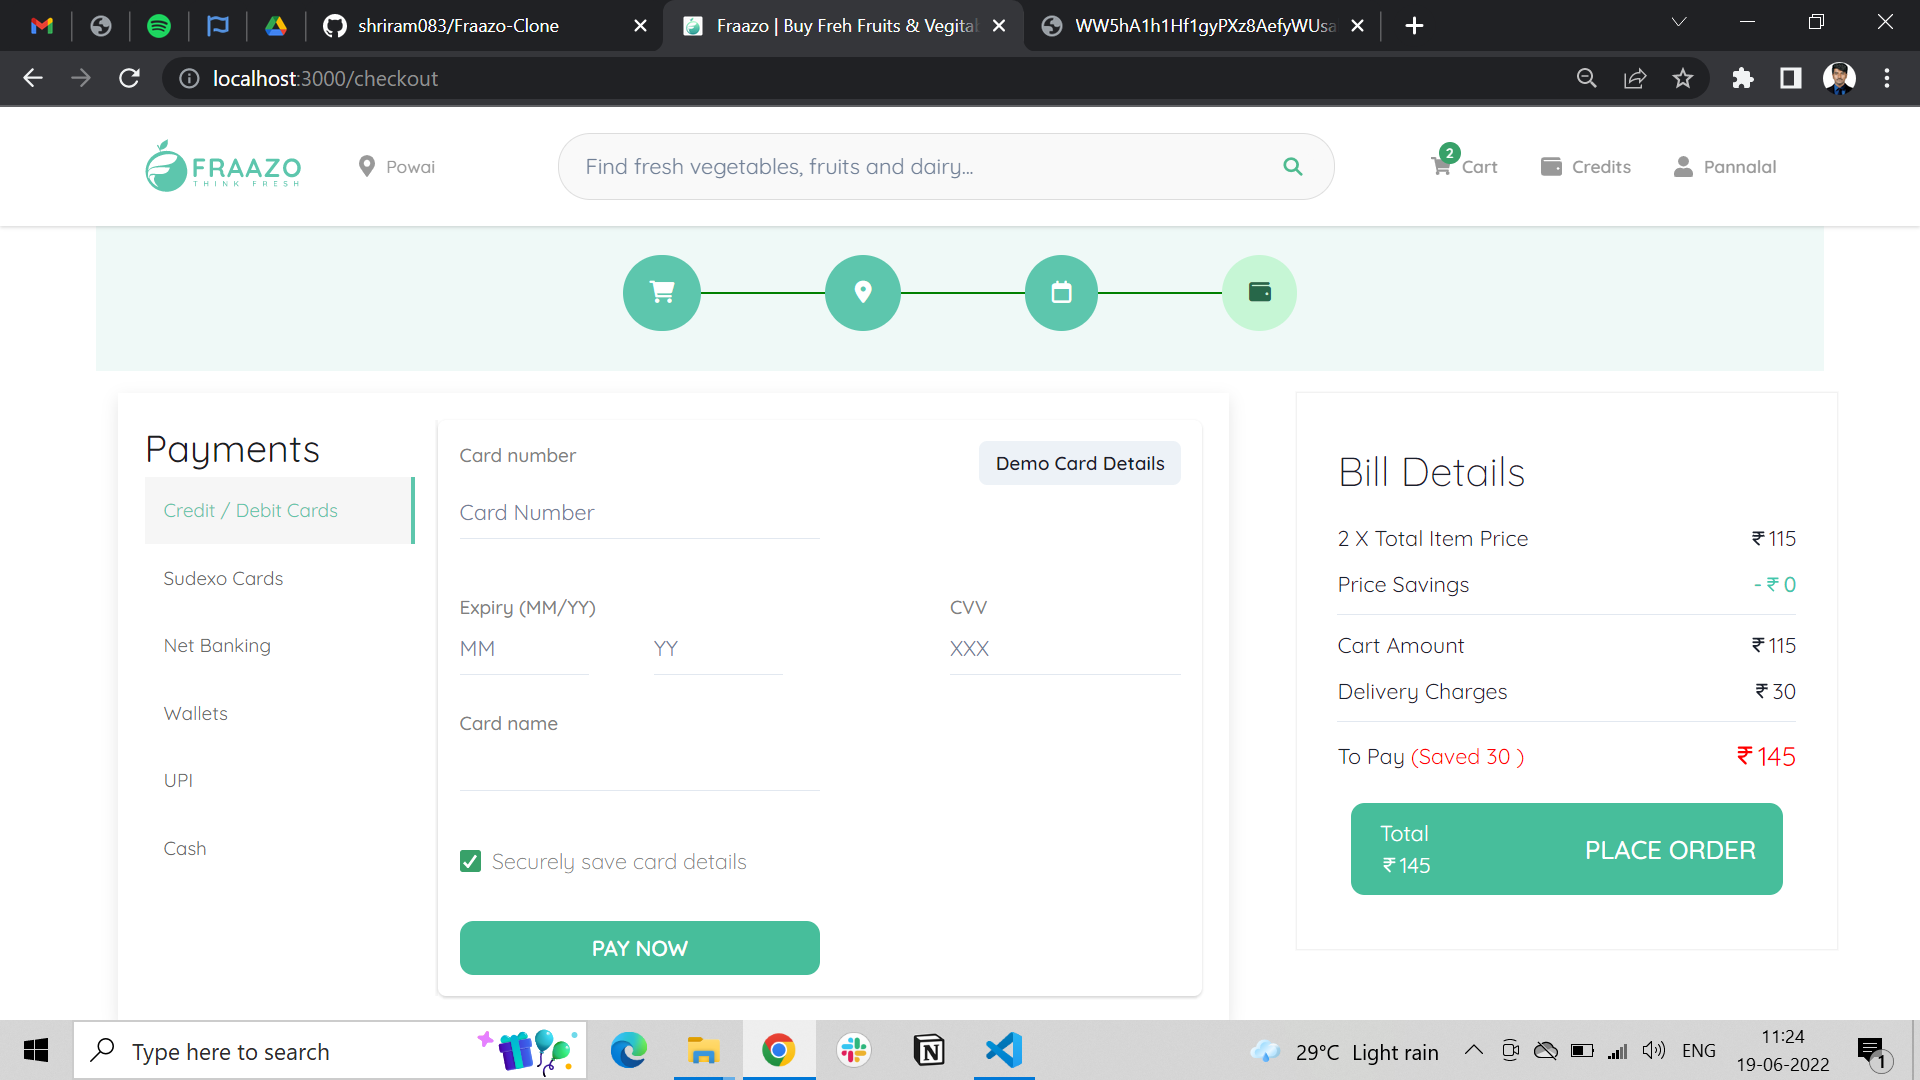 shriram083/Fraazo-Clone
Fraazo | Buy Freh Fruits & Vegitab
WW5hA1h1Hf1gyPXz8AefyWUsa
localhost:3000/checkout
FRAAZO
THINK FRESH
Powai
Find fresh vegetables, fruits and dairy...
2
Cart
Credits
Pannalal
Payments
Credit / Debit Cards
Sudexo Cards
Net Banking
Wallets
UPI
Cash
Card number
Demo Card Details
Card Number
Expiry (MM/YY)
CVV
MM
YY
XXX
Card name
Securely save card details
PAY NOW
Bill Details
2 X Total Item Price ₹ 115
Price Savings - ₹ 0
Cart Amount ₹ 115
Delivery Charges ₹ 30
To Pay (Saved 30 ) ₹ 145
Total
₹ 145
PLACE ORDER
Type here to search
29°C Light rain
ENG
11:24
19-06-2022
1